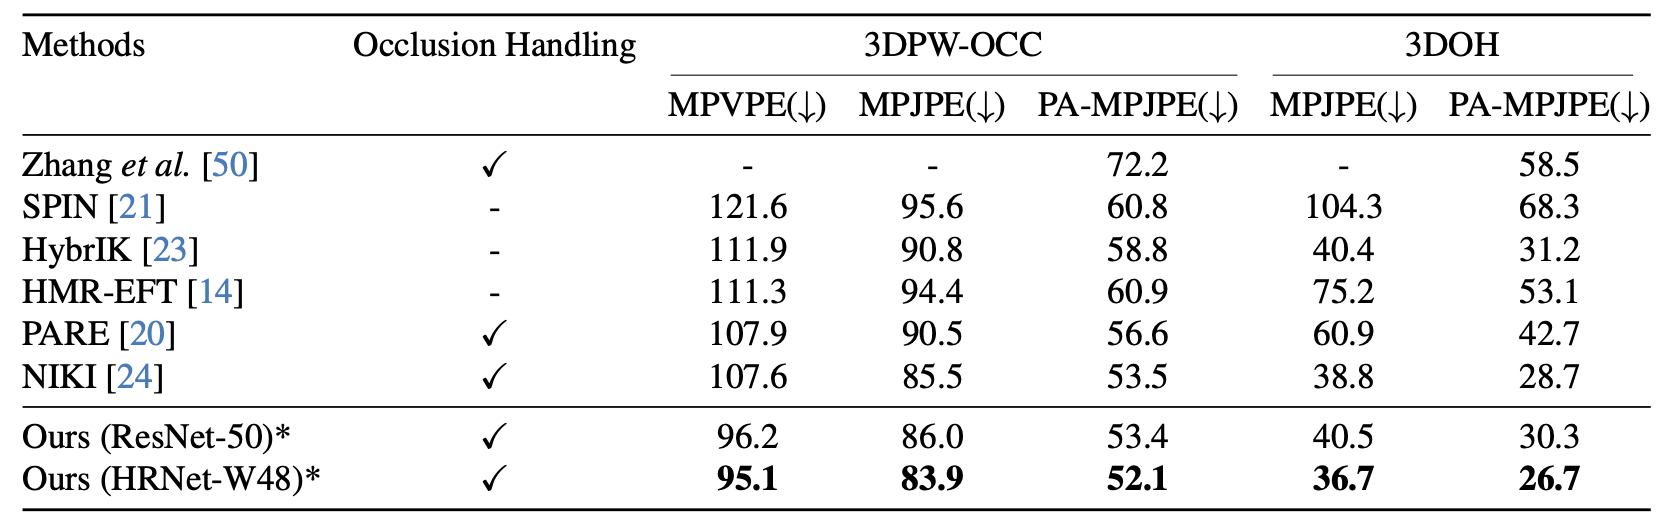 Methods Occlusion Handling 3DPW-OCC 3DOH
MPVPE(↓) MPJPE(↓) PA-MPJPE(↓) MPJPE(↓) PA-MPJPE(↓)
Zhang et al. [50] ✓ - - 72.2 - 58.5
SPIN [21] - 121.6 95.6 60.8 104.3 68.3
HybrIK [23] - 111.9 90.8 58.8 40.4 31.2
HMR-EFT [14] - 111.3 94.4 60.9 75.2 53.1
PARE [20] ✓ 107.9 90.5 56.6 60.9 42.7
NIKI [24] ✓ 107.6 85.5 53.5 38.8 28.7
Ours (ResNet-50)* ✓ 96.2 86.0 53.4 40.5 30.3
Ours (HRNet-W48)* ✓ 95.1 83.9 52.1 36.7 26.7